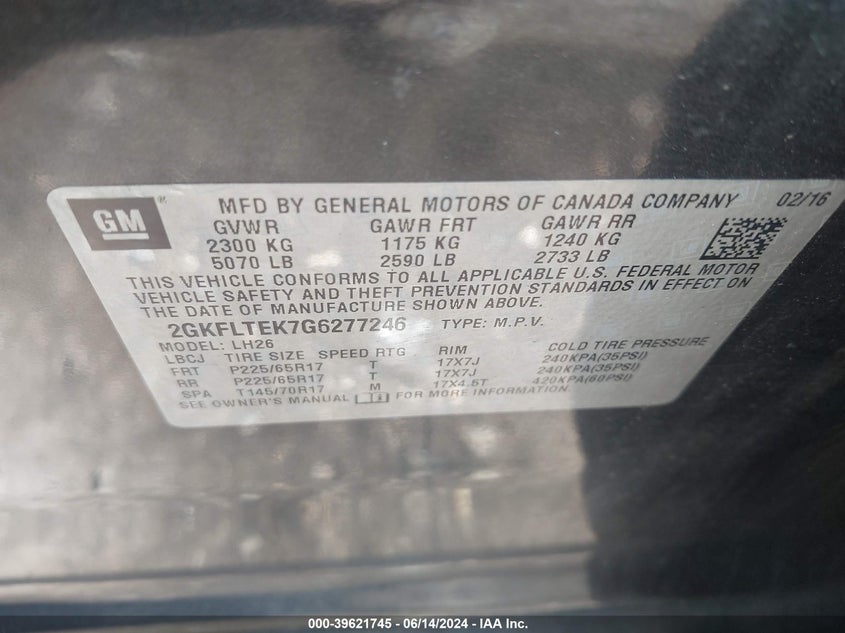 GM ® MFD BY GENERAL MOTORS OF CANADA COMPANY 02/16
GVWR GAWR FRT GAWR RR
2300 KG 1175 KG 1240 KG
5070 LB 2590 LB 2733 LB
THIS VEHICLE CONFORMS TO ALL APPLICABLE U.S. FEDERAL MOTOR
VEHICLE SAFETY AND THEFT PREVENTION STANDARDS IN EFFECT ON
THE DATE OF MANUFACTURE SHOWN ABOVE.
2GKFLTEK7G6277246 TYPE: M.P.V.
MODEL: LH26
LBCJ TIRE SIZE SPEED RTG RIM COLD TIRE PRESSURE
FRT P225/65R17 T 17X7J 240KPA(35PSI)
RR P225/65R17 T 17X7J 240KPA(35PSI)
SPA T145/70R17 M 17X4.5T 420KPA(60PSI)
SEE OWNER'S MANUAL FOR MORE INFORMATION.
000-39621745 - 06/14/2024 - IAA Inc.